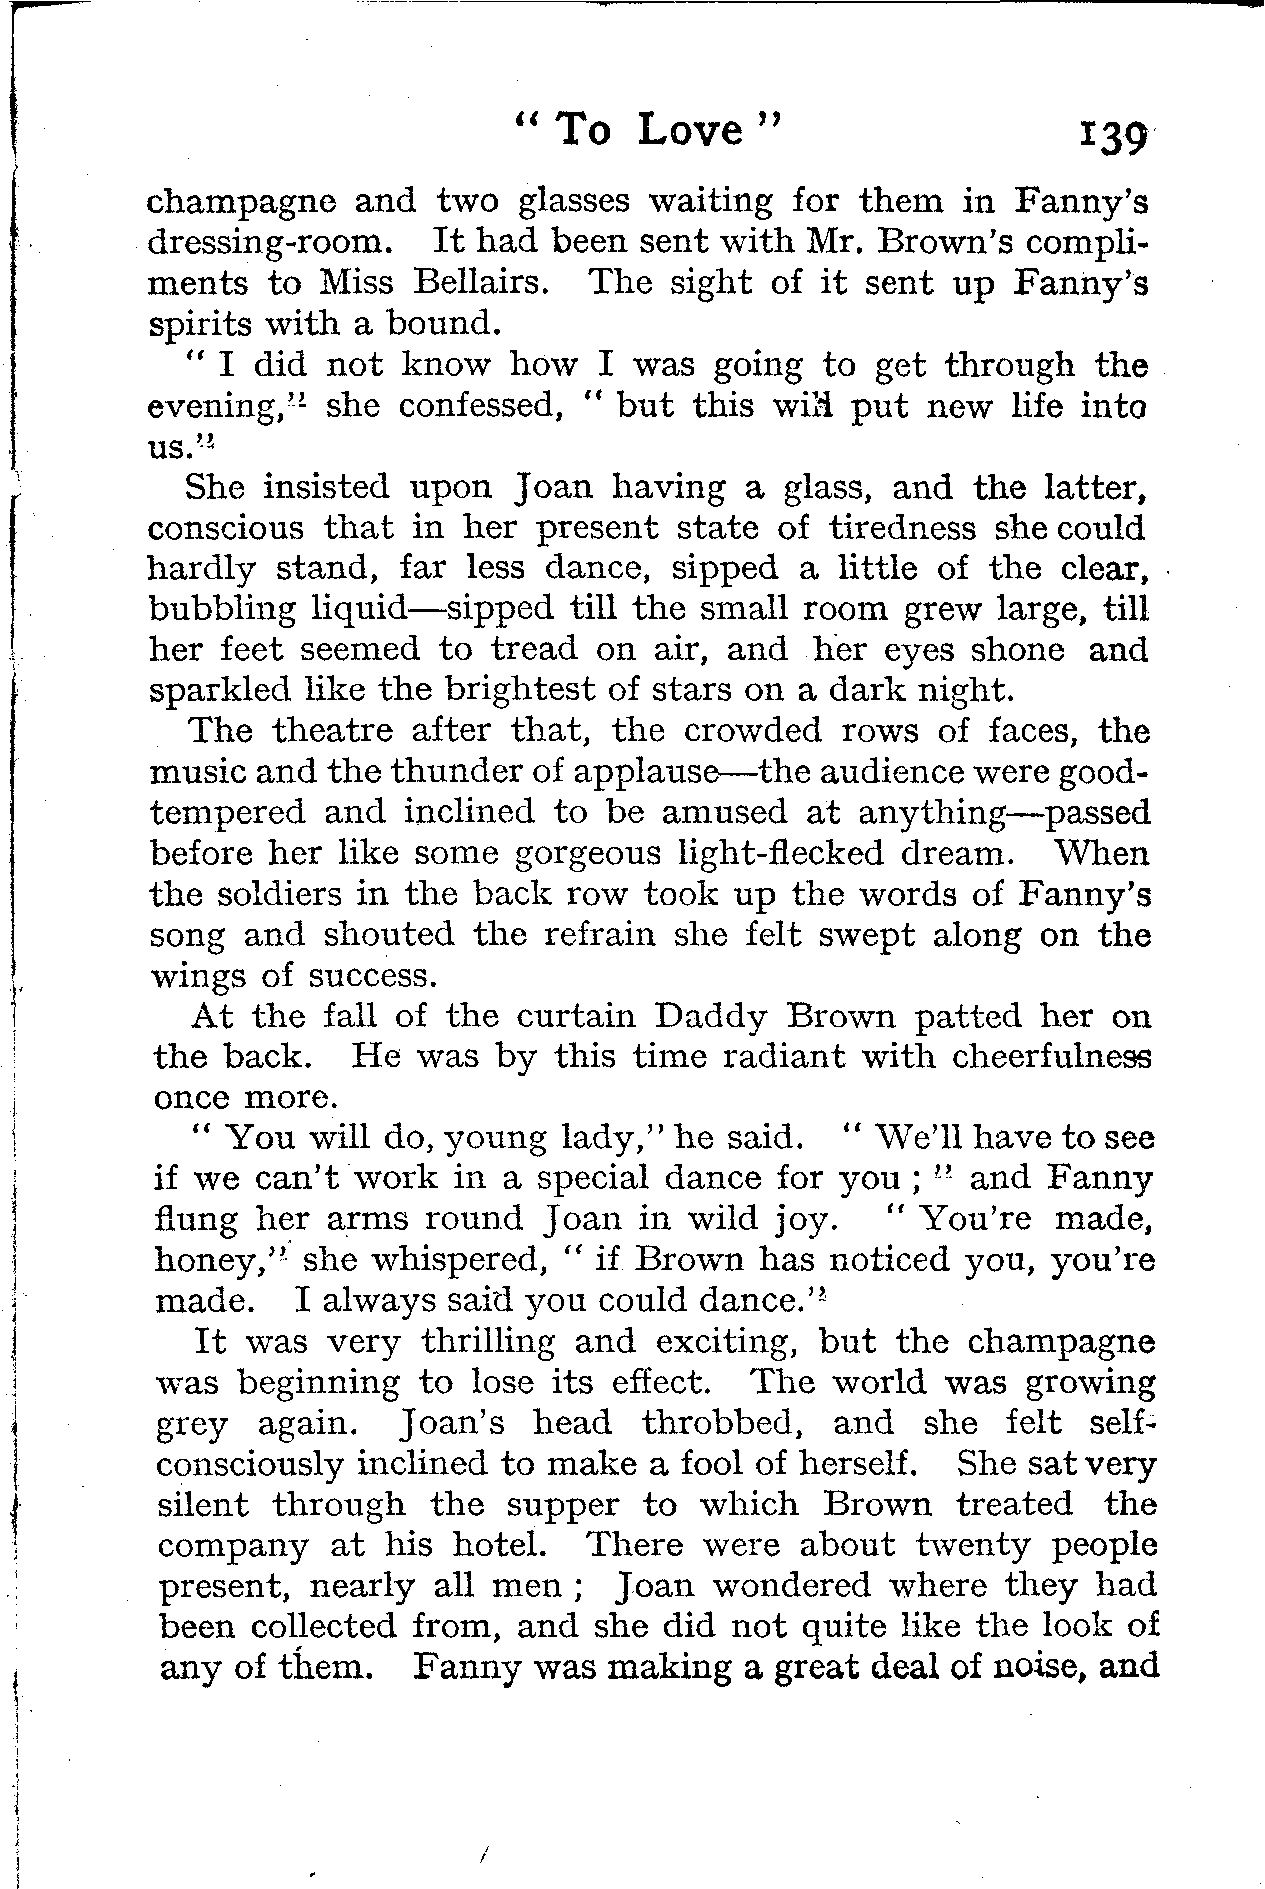 " To Love " 139
champagne and two glasses waiting for them in Fanny's
dressing-room. It had been sent with Mr. Brown's compli-
ments to Miss Bellairs. The sight of it sent up Fanny's
spirits with a bound.
" I did not know how I was going to get through the
evening," she confessed, " but this will put new life into
us."
She insisted upon Joan having a glass, and the latter,
conscious that in her present state of tiredness she could
hardly stand, far less dance, sipped a little of the clear,
bubbling liquid—sipped till the small room grew large, till
her feet seemed to tread on air, and her eyes shone and
sparkled like the brightest of stars on a dark night.
The theatre after that, the crowded rows of faces, the
music and the thunder of applause—the audience were good-
tempered and inclined to be amused at anything—passed
before her like some gorgeous light-flecked dream. When
the soldiers in the back row took up the words of Fanny's
song and shouted the refrain she felt swept along on the
wings of success.
At the fall of the curtain Daddy Brown patted her on
the back. He was by this time radiant with cheerfulness
once more.
" You will do, young lady," he said. " We'll have to see
if we can't work in a special dance for you ; " and Fanny
flung her arms round Joan in wild joy. " You're made,
honey," she whispered, " if Brown has noticed you, you're
made. I always said you could dance."
It was very thrilling and exciting, but the champagne
was beginning to lose its effect. The world was growing
grey again. Joan's head throbbed, and she felt self-
consciously inclined to make a fool of herself. She sat very
silent through the supper to which Brown treated the
company at his hotel. There were about twenty people
present, nearly all men ; Joan wondered where they had
been collected from, and she did not quite like the look of
any of them. Fanny was making a great deal of noise, and